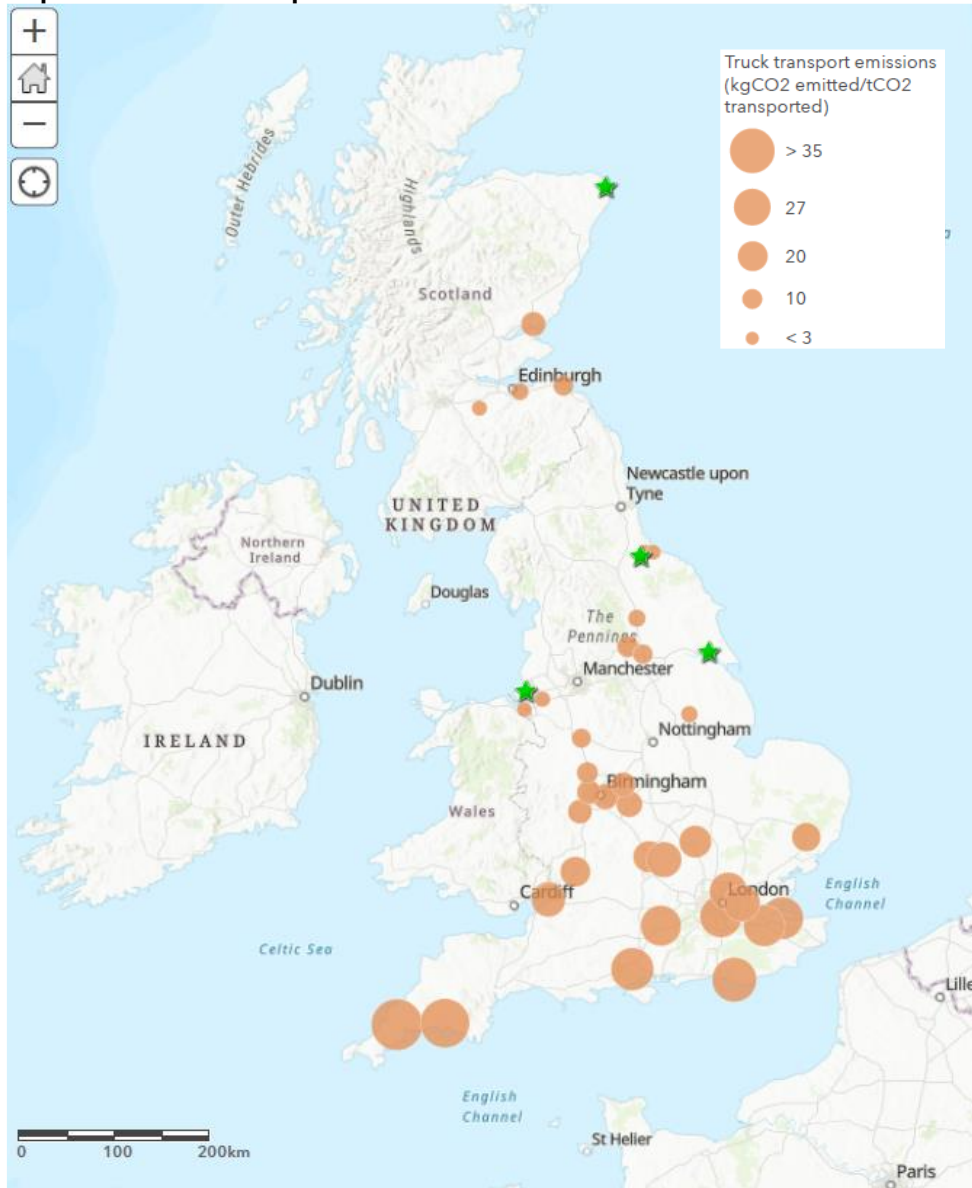 +
−
Truck transport emissions
(kgCO2 emitted/tCO2
transported)
> 35
27
20
10
< 3
Outer Hebrides
Highlands
a
Scotland
Edinburgh
Newcastle upon
Tyne
UNITED
KINGDOM
Northern
Ireland
Douglas
The
Pennines
Manchester
Dublin
IRELAND
Nottingham
Birmingham
Wales
English
Channel
London
Cardiff
Celtic Sea
Lille
English
Channel
St Helier
0 100 200km
Paris